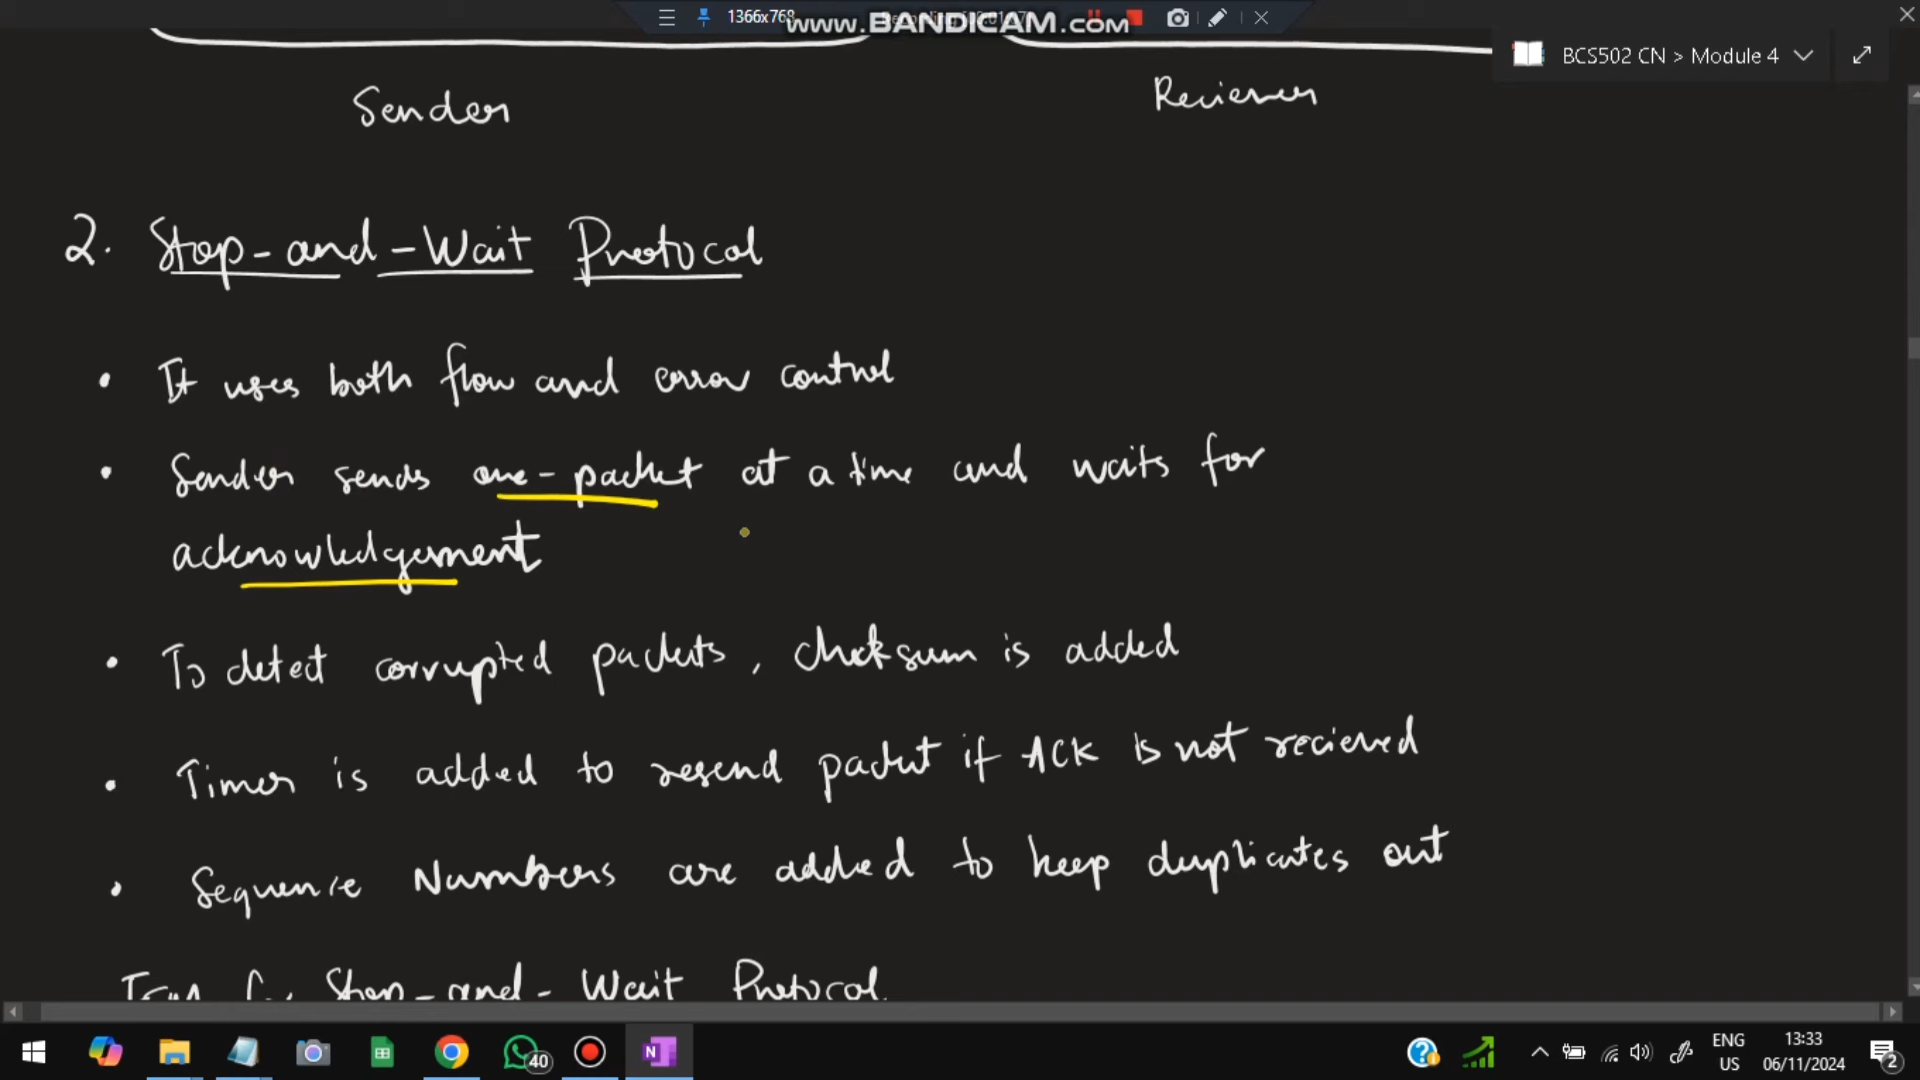 1366x768
www.BANDICAM.com
BCS502 CN > Module 4
Sender
Reciever
2. Stop-and-Wait Protocol
• It uses both flow and error control
• Sender sends one-packet at a time and waits for
acknowledgement
• To detect corrupted packets, checksum is added
• Timer is added to resend packet if ACK is not recieved
• Sequence Numbers are added to keep duplicates out
Stop-and-Wait Protocol
40
N
ENG
US
13:33
06/11/2024
2